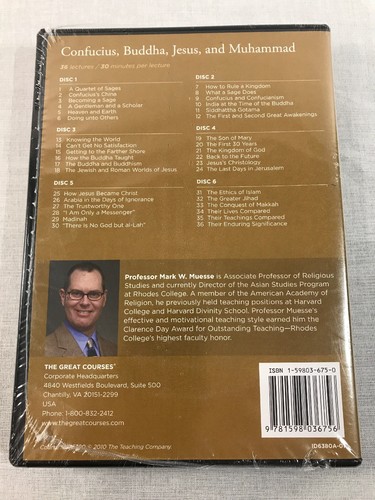 Confucius, Buddha, Jesus, and Muhammad
36 lectures / 30 minutes per lecture
DISC 1
1 A Quartet of Sages
2 Confucius's China
3 Becoming a Sage
4 A Gentleman and a Scholar
5 Heaven and Earth
6 Doing unto Others
DISC 2
7 How to Rule a Kingdom
8 What a Sage Does
9 Confucius and Confucianism
10 India at the Time of the Buddha
11 Siddhattha Gotama
12 The First and Second Great Awakenings
DISC 3
13 Knowing the World
14 Can't Get No Satisfaction
15 Getting to the Farther Shore
16 How the Buddha Taught
17 The Buddha and Buddhism
18 The Jewish and Roman Worlds of Jesus
DISC 4
19 The Son of Mary
20 The First 30 Years
21 The Kingdom of God
22 Back to the Future
23 Jesus's Christology
24 The Last Days in Jerusalem
DISC 5
25 How Jesus Became Christ
26 Arabia in the Days of Ignorance
27 The Trustworthy One
28 "I Am Only a Messenger"
29 Madinah
30 "There is No God but al-Lah"
DISC 6
31 The Ethics of Islam
32 The Greater Jihad
33 The Conquest of Makkah
34 Their Lives Compared
35 Their Teachings Compared
36 Their Enduring Significance
Professor Mark W. Muesse is Associate Professor of Religious
Studies and currently Director of the Asian Studies Program
at Rhodes College. A member of the American Academy of
Religion, he previously held teaching positions at Harvard
College and Harvard Divinity School. Professor Muesse's
effective and motivational teaching style earned him the
Clarence Day Award for Outstanding Teaching—Rhodes
College's highest faculty honor.
THE GREAT COURSES®
Corporate Headquarters
4840 Westfields Boulevard, Suite 500
Chantilly, VA 20151-2299
USA
Phone: 1-800-832-2412
www.thegreatcourses.com
© 2010 The Teaching Company
ISBN 1-59803-675-0
9 781598 036756
ID6380A-01